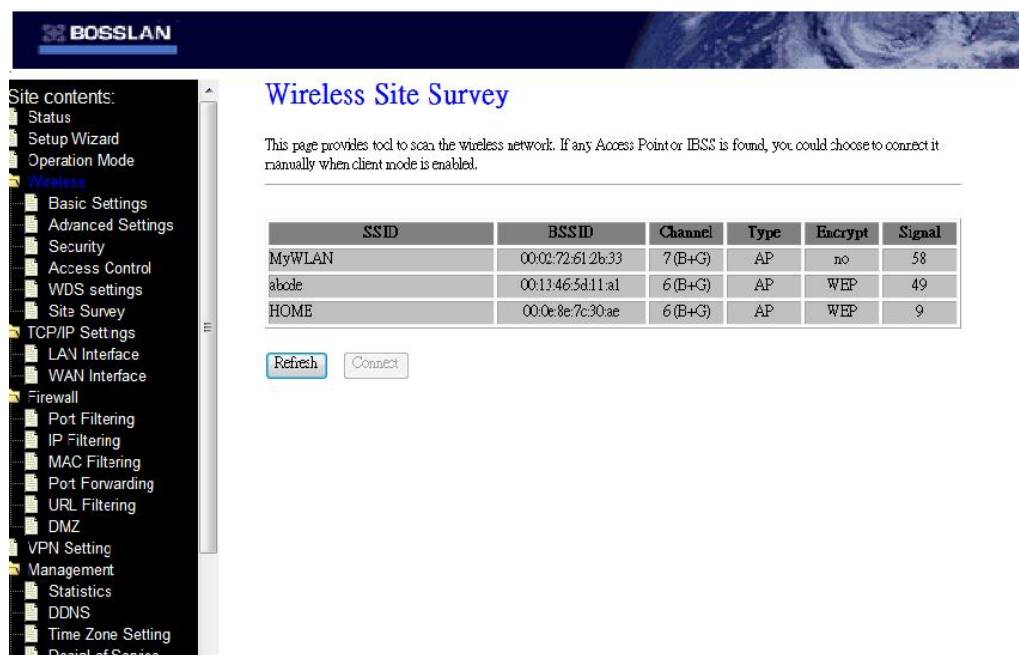 BOSSLAN
Site contents:
Status
Setup Wizard
Operation Mode
Wireless
Basic Settings
Advanced Settings
Security
Access Control
WDS settings
Site Survey
TCP/IP Settings
LAN Interface
WAN Interface
Firewall
Port Filtering
IP Filtering
MAC Filtering
Port Forwarding
URL Filtering
DMZ
VPN Setting
Management
Statistics
DDNS
Time Zone Setting
Denial of Service
Wireless Site Survey
This page provides tool to scan the wireless network. If any Access Point or IBSS is found, you could choose to connect it
manually when client mode is enabled.
SSID BSSID Channel Type Encrypt Signal
MyWLAN 00:02:72:61:2b:33 7 (B+G) AP no 58
abcde 00:13:46:5d:11:a1 6 (B+G) AP WEP 49
HOME 00:0e:8e:7c:30:ae 6 (B+G) AP WEP 9
Refresh Connect